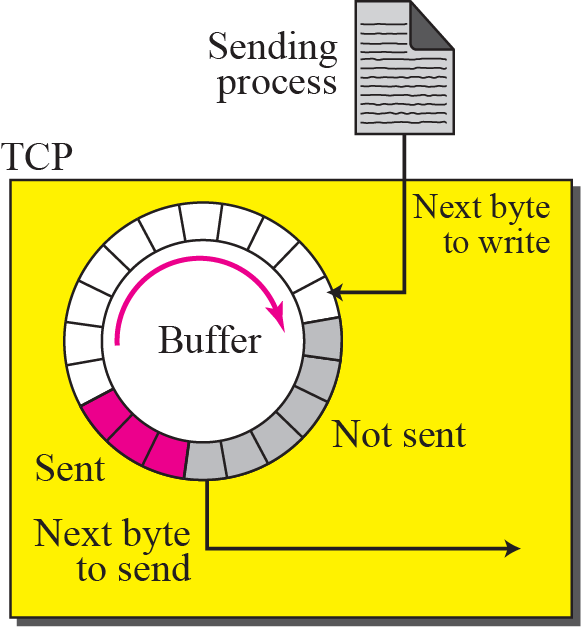 Sending
process
TCP
Next byte
to write
Buffer
Not sent
Sent
Next byte
to send